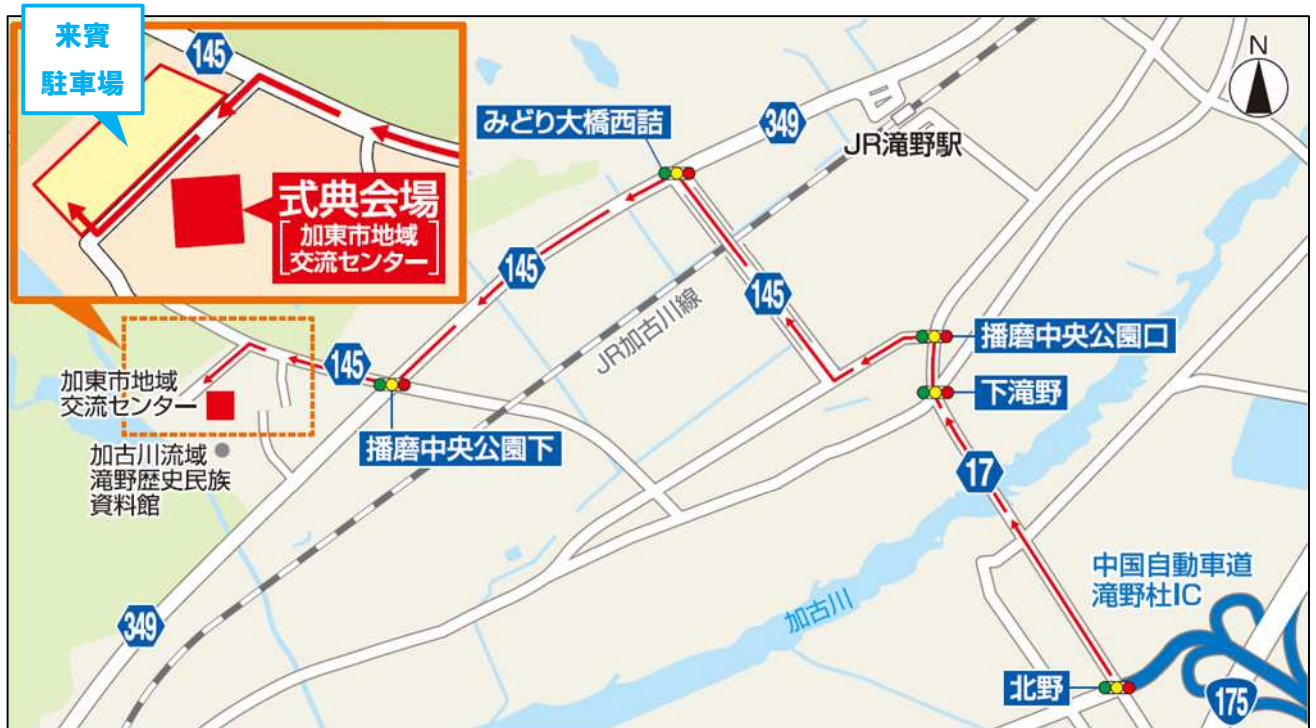 来賓
駐車場
145
式典会場
加東市地域
交流センター
N
みどり大橋西詰
349
JR滝野駅
145
145
JR加古川線
播磨中央公園口
下滝野
145
加東市地域
交流センター
播磨中央公園下
加古川流域
滝野歴史民族
資料館
17
中国自動車道
滝野社IC
加古川
349
北野
175